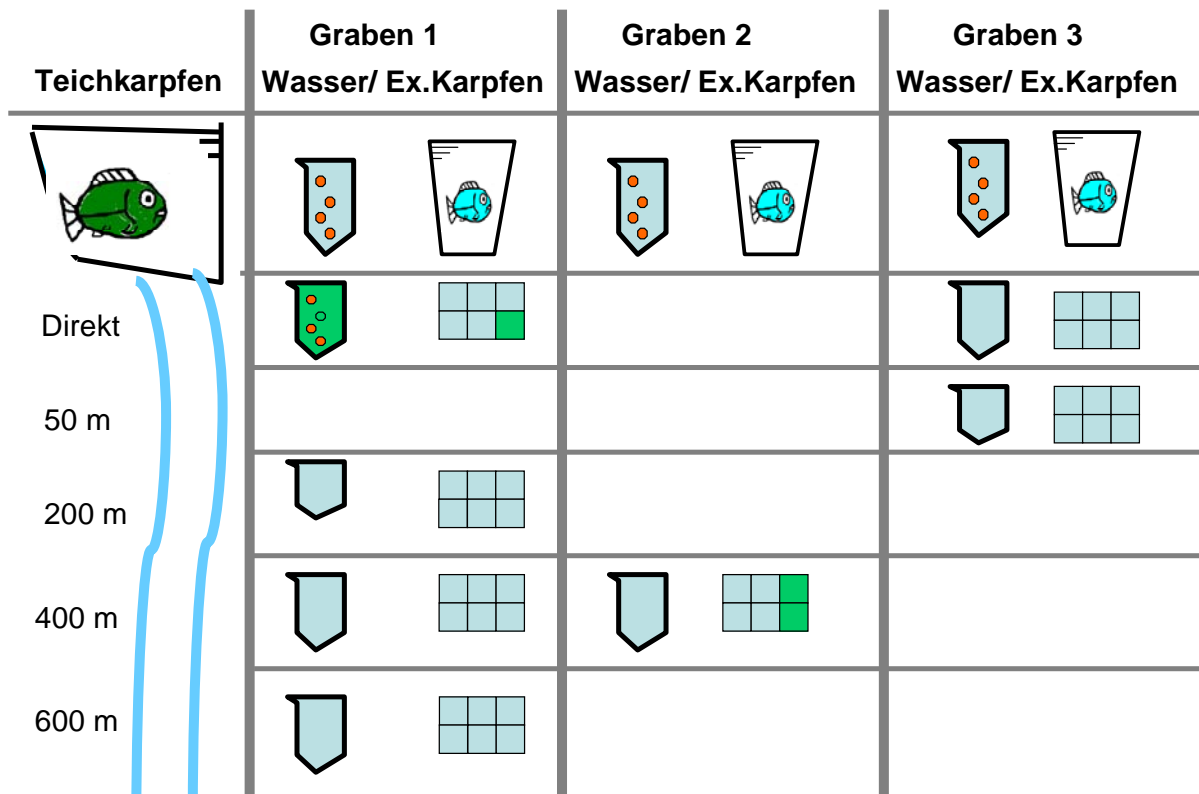 Graben 1 Graben 2 Graben 3
Teichkarpfen Wasser/ Ex.Karpfen Wasser/ Ex.Karpfen Wasser/ Ex.Karpfen
Direkt
50 m
200 m
400 m
600 m